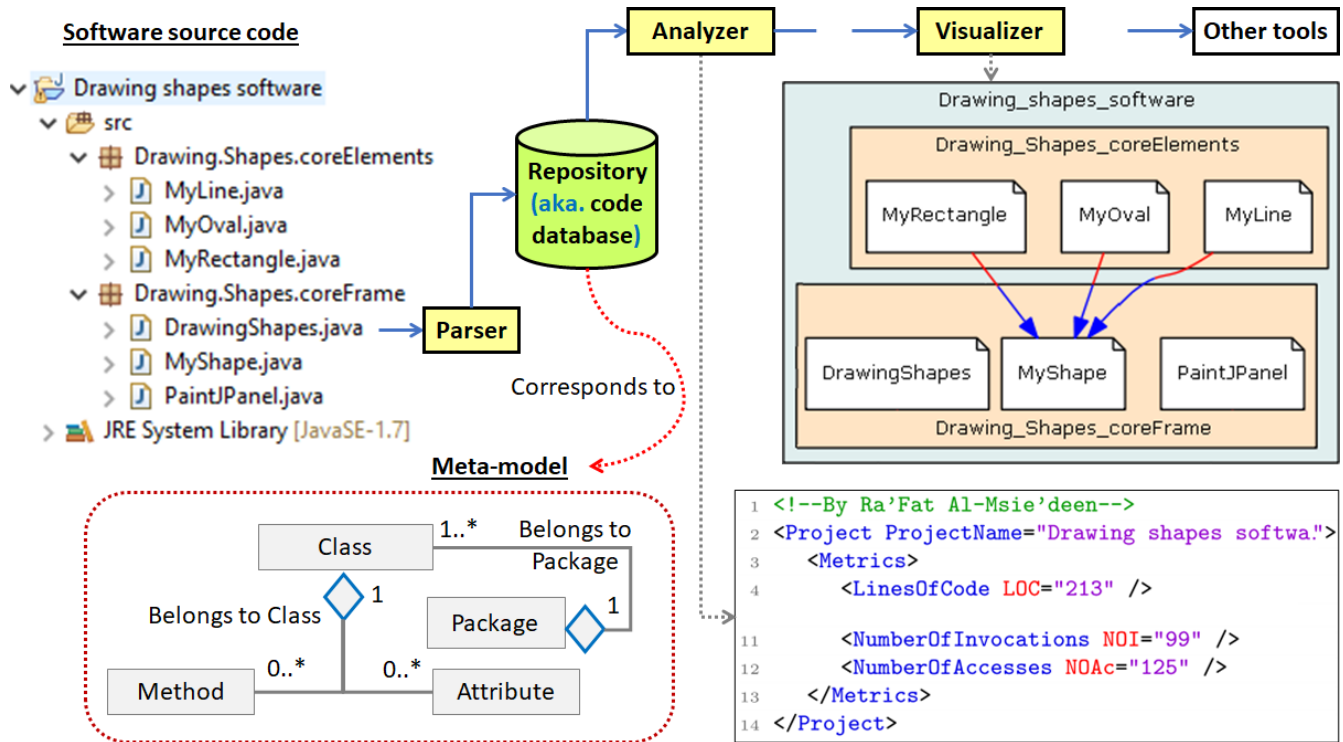 Software source code
Drawing shapes software
src
Drawing.Shapes.coreElements
MyLine.java
MyOval.java
MyRectangle.java
Drawing.Shapes.coreFrame
DrawingShapes.java
MyShape.java
PaintJPanel.java
JRE System Library [JavaSE-1.7]
Parser
Repository
(aka. code
database)
Analyzer
Visualizer
Other tools
Drawing_shapes_software
Drawing_Shapes_coreElements
MyRectangle
MyOval
MyLine
DrawingShapes
MyShape
PaintJPanel
Drawing_Shapes_coreFrame
Corresponds to
Meta-model
Class
1..*
Belongs to
Package
1
Belongs to Class
Package
1
0..*
0..*
Method
Attribute
1 <!--By Ra'Fat Al-Msie'deen-->
2 <Project ProjectName="Drawing shapes softwa.">
3 <Metrics>
4 <LinesOfCode LOC="213" />
11 <NumberOfInvocations NOI="99" />
12 <NumberOfAccesses NOAc="125" />
13 </Metrics>
14 </Project>